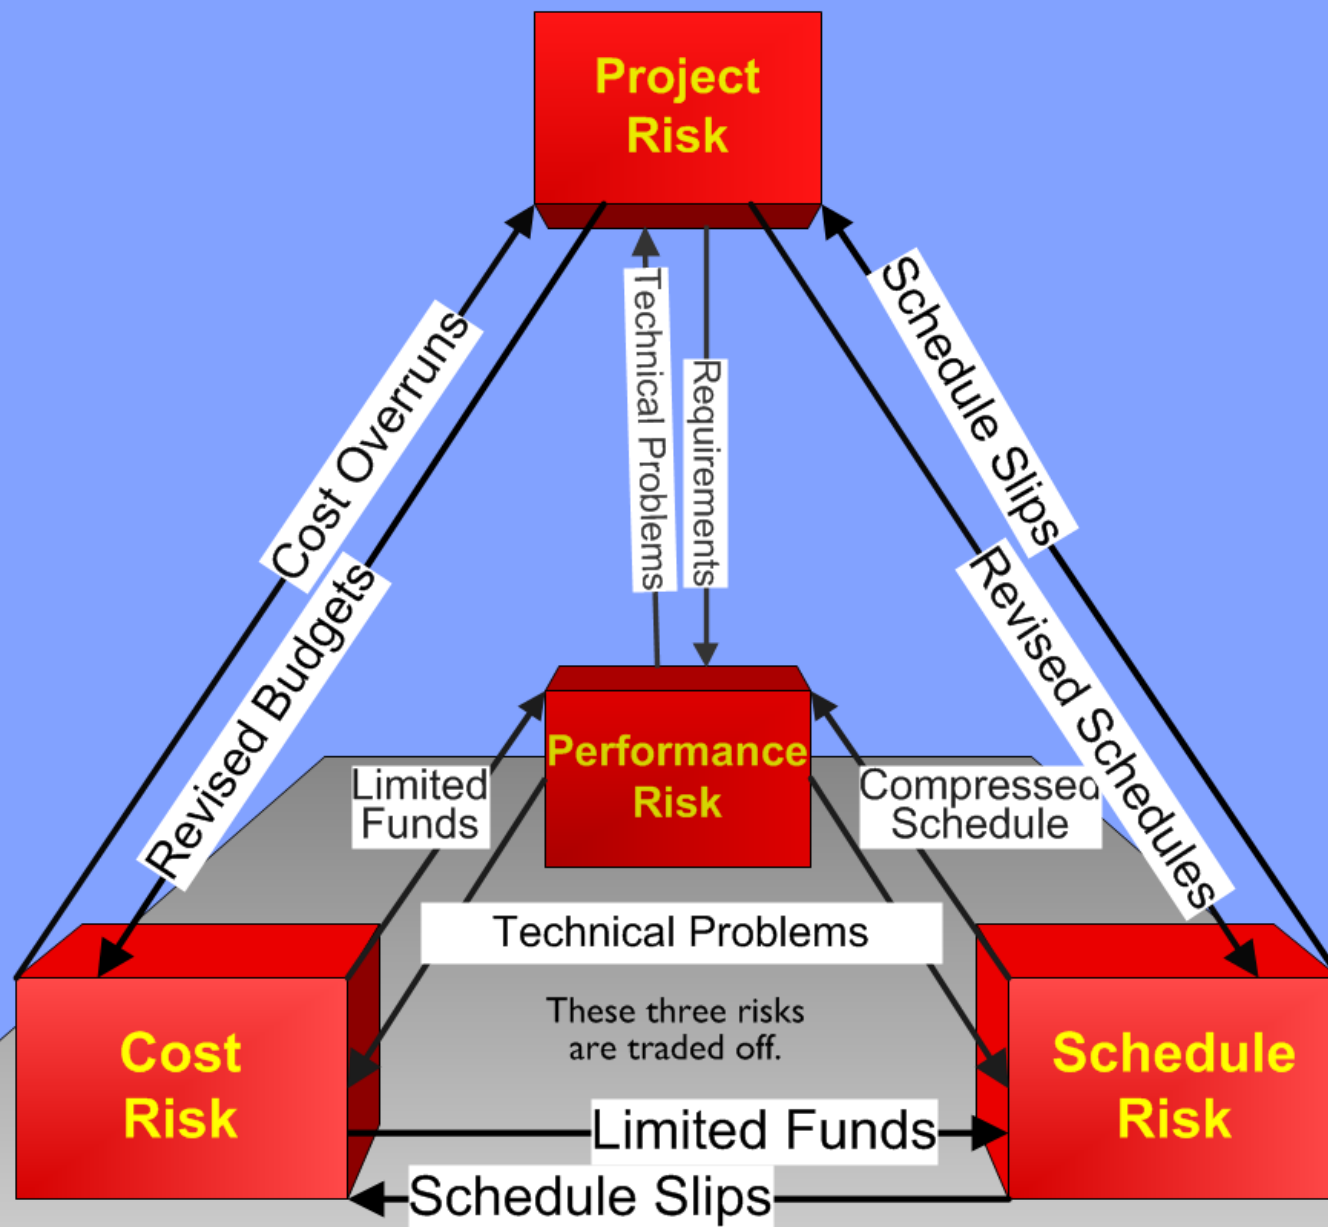 Project
Risk
Cost Overruns
Revised Budgets
Technical Problems
Requirements
Schedule Slips
Revised Schedules
Performance
Risk
Limited
Funds
Compressed
Schedule
Technical Problems
These three risks
are traded off.
Cost
Risk
Schedule
Risk
Limited Funds
Schedule Slips